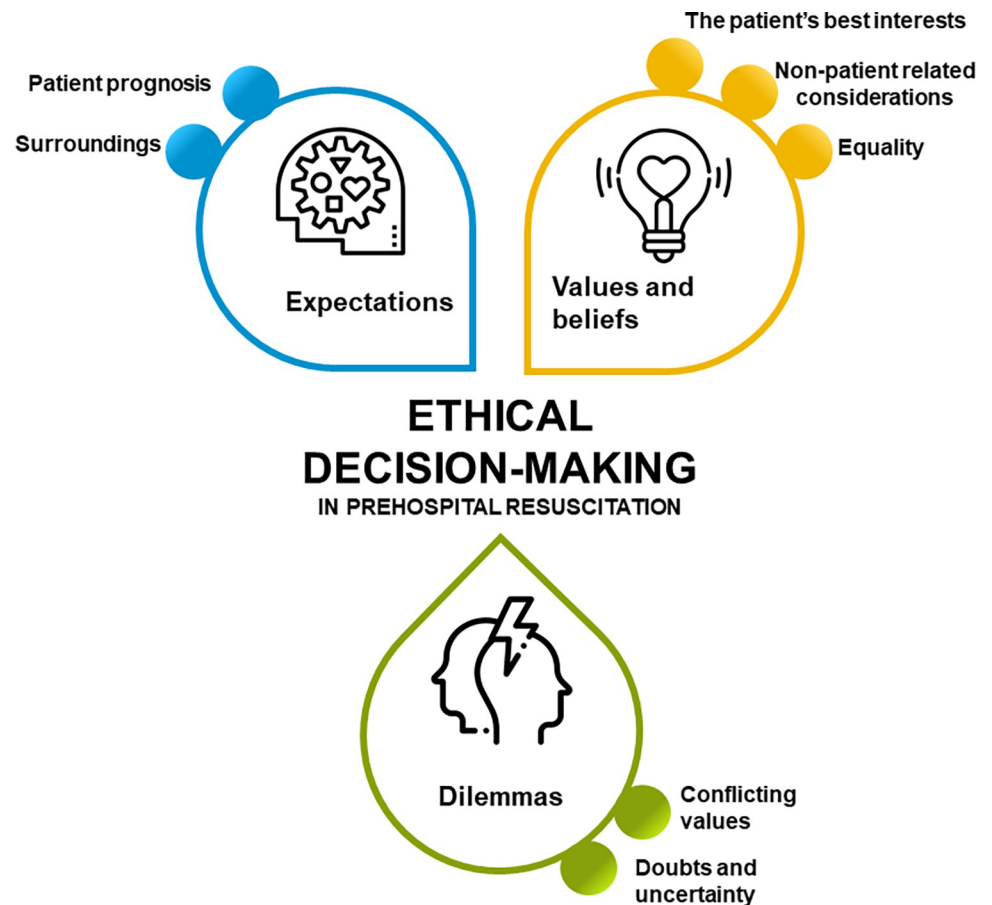 Patient prognosis
Surroundings
Expectations
The patient's best interests
Non-patient related
considerations
Equality
Values and
beliefs
ETHICAL
DECISION-MAKING
IN PREHOSPITAL RESUSCITATION
Dilemmas
Conflicting
values
Doubts and
uncertainty